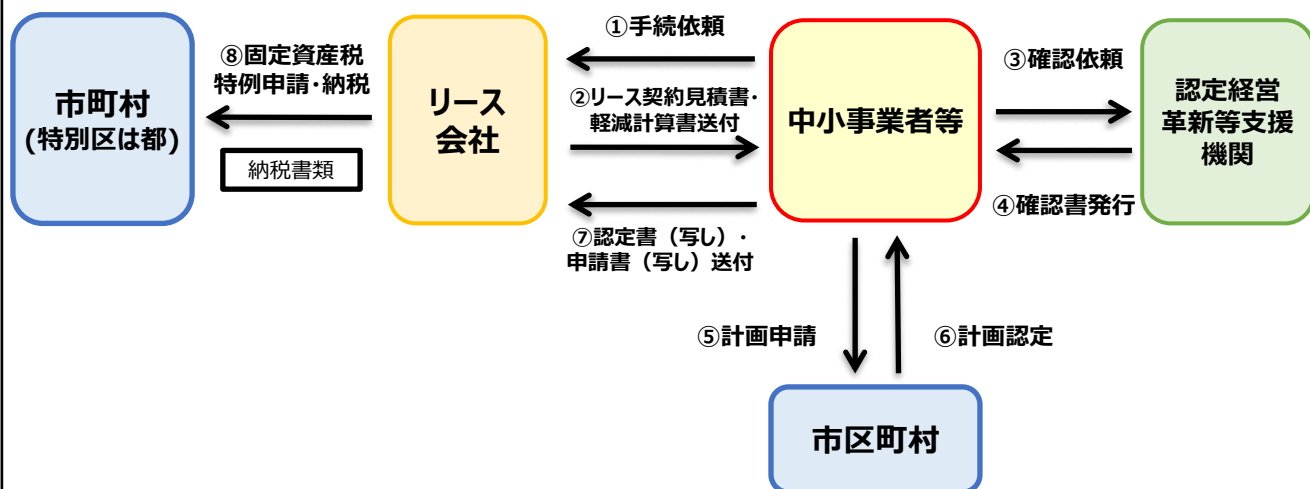 市町村
(特別区は都)
⑧固定資産税
特例申請・納税
納税書類
リース
会社
①手続依頼
②リース契約見積書・
軽減計算書送付
⑦認定書（写し）・
申請書（写し）送付
中小事業者等
③確認依頼
④確認書発行
認定経営
革新等支援
機関
⑤計画申請
⑥計画認定
市区町村